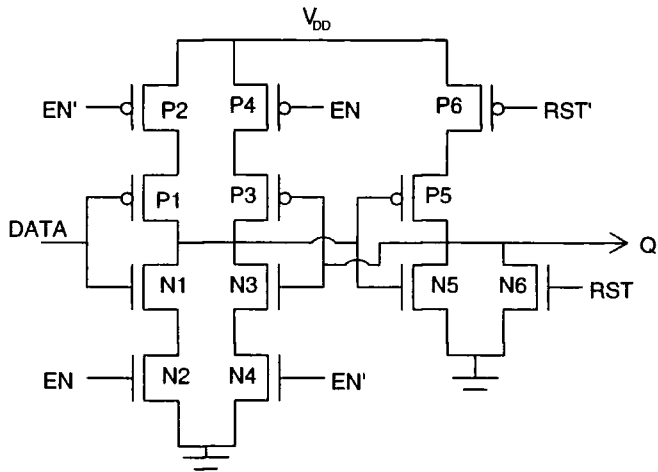 VDD
EN' P2 P4 EN P6 RST'
P1 P3 P5
DATA
Q
N1 N3 N5 N6 RST
EN N2 N4 EN'